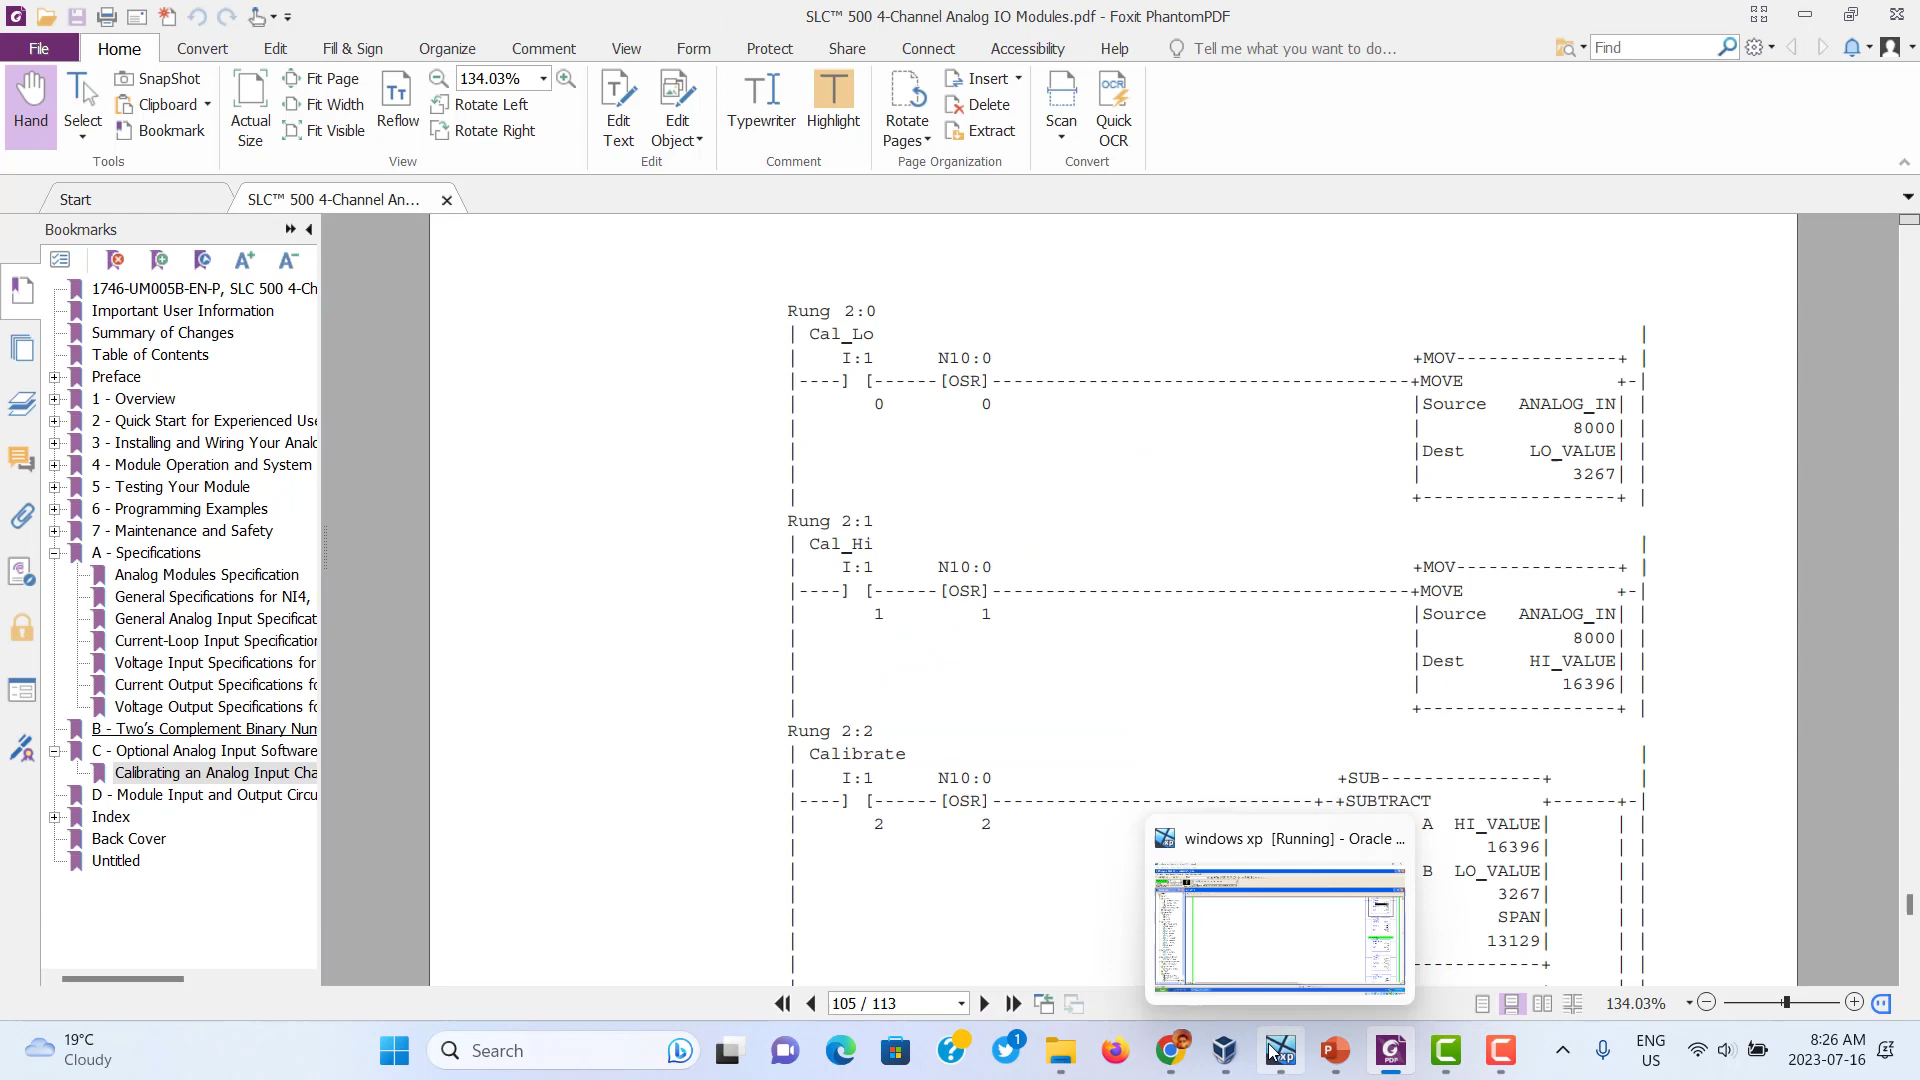 SLC™ 500 4-Channel Analog IO Modules.pdf - Foxit PhantomPDF
File Home Convert Edit Fill & Sign Organize Comment View Form Protect Share Connect Accessibility Help Tell me what you want to do... Find
Hand
Select
SnapShot
Clipboard
Bookmark
Tools
Actual Size
Fit Page
Fit Width
Fit Visible
Reflow
134.03%
Rotate Left
Rotate Right
View
Edit Text
Edit Object
Edit
Typewriter
Highlight
Comment
Rotate Pages
Insert
Delete
Extract
Page Organization
Scan
Quick OCR
Convert
Start
SLC™ 500 4-Channel An...
Bookmarks
1746-UM005B-EN-P, SLC 500 4-Ch
Important User Information
Summary of Changes
Table of Contents
Preface
1 - Overview
2 - Quick Start for Experienced Use
3 - Installing and Wiring Your Analo
4 - Module Operation and System
5 - Testing Your Module
6 - Programming Examples
7 - Maintenance and Safety
A - Specifications
Analog Modules Specification
General Specifications for NI4,
General Analog Input Specificat
Current-Loop Input Specification
Voltage Input Specifications for
Current Output Specifications fo
Voltage Output Specifications fo
B - Two's Complement Binary Num
C - Optional Analog Input Software
Calibrating an Analog Input Cha
D - Module Input and Output Circu
Index
Back Cover
Untitled
Rung 2:0
| Cal_Lo |
| I:1 N10:0 +MOV---------------+ |
|----] [------[OSR]---------------------------------------+MOVE +-|
| 0 0 |Source ANALOG_IN| |
| | 8000| |
| |Dest LO_VALUE| |
| | 3267| |
| +------------------+ |
Rung 2:1
| Cal_Hi |
| I:1 N10:0 +MOV---------------+ |
|----] [------[OSR]---------------------------------------+MOVE +-|
| 1 1 |Source ANALOG_IN| |
| | 8000| |
| |Dest HI_VALUE| |
| | 16396| |
| +------------------+ |
Rung 2:2
| Calibrate |
| I:1 N10:0 +SUB---------------+ |
|----] [------[OSR]-------------------------------+-+SUBTRACT +------+-|
| 2 2 A HI_VALUE| | |
16396| | |
B LO_VALUE| | |
3267| | |
SPAN| | |
13129| | |
windows xp [Running] - Oracle ...
105 / 113
134.03%
19°C
Cloudy
Search
1
ENG
US
8:26 AM
2023-07-16